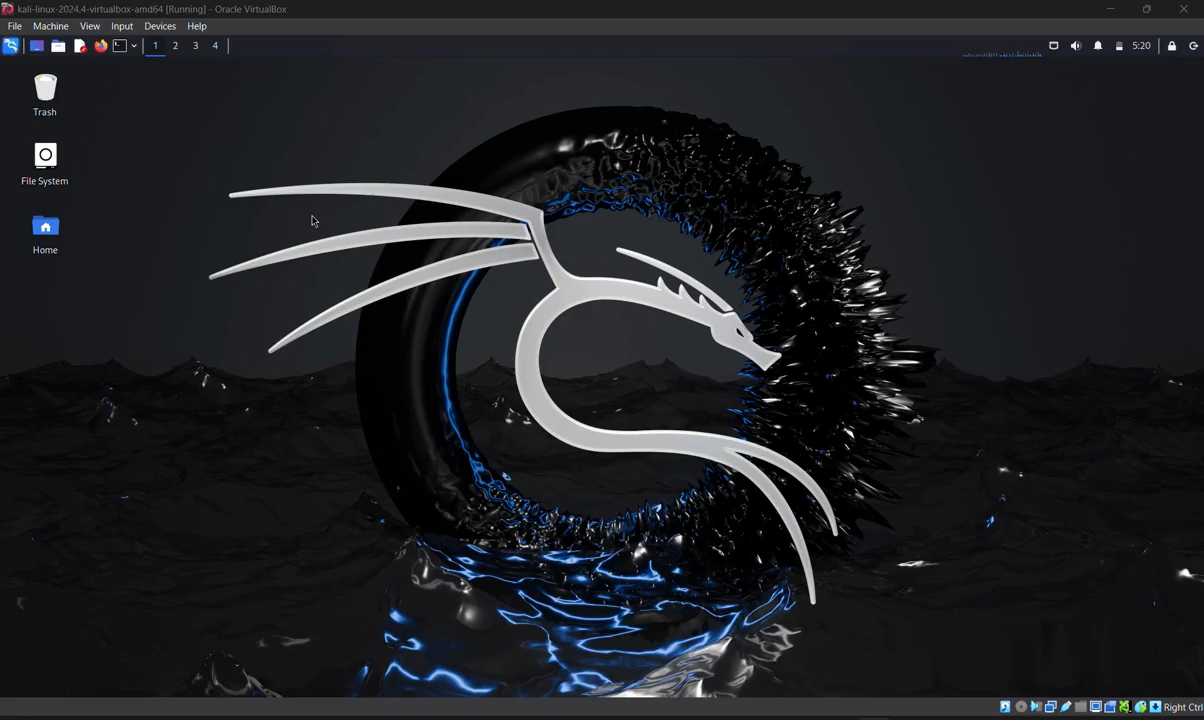 kali-linux-2024.4-virtualbox-amd64 [Running] - Oracle VirtualBox
File Machine View Input Devices Help
1 2 3 4 5:20
Trash
File System
Home
Right Ctrl